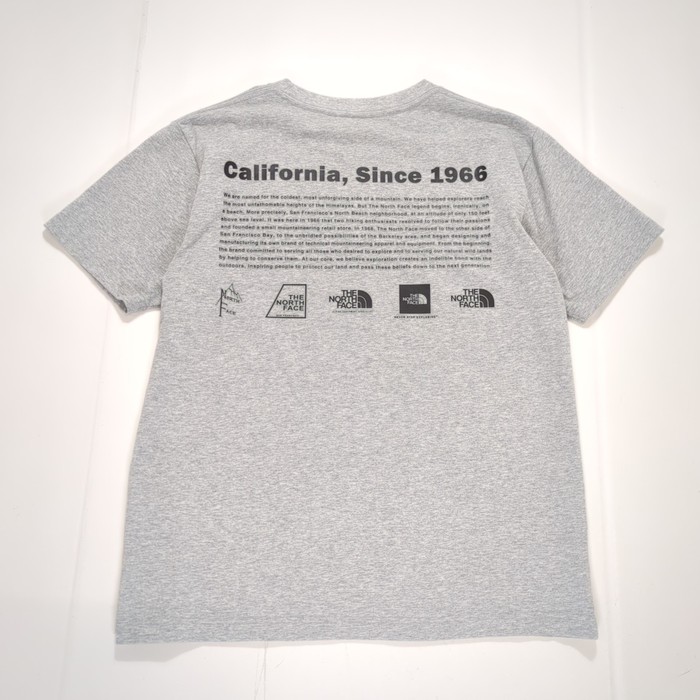 California, Since 1966
We are named for the coldest, most unforgiving side of a mountain. We have helped explorers reach
the most unfathomable heights of the Himalayas. But The North Face legend begins, ironically, on
a beach. More precisely, San Francisco's North Beach neighborhood. At an altitude of only 150 feet
above sea level. It was here in 1966 that two hiking enthusiasts resolved to follow their passions
and founded a small mountaineering retail store. In 1968, The North Face moved to the other side of
San Francisco Bay, to the unbridled possibilities of the Berkeley area, and began designing and
manufacturing its own brand of technical mountaineering apparel and equipment. From the beginning,
the brand committed to serving all those who desired to explore and to serving our natural wild lands
by helping to conserve them. At our core, we believe exploration creates an indelible bond with the
outdoors, inspiring people to protect our land and pass these beliefs down to the next generation.
The
North
Face
THE
NORTH
FACE
THE
NORTH
FACE
THE
NORTH
FACE
NEVER STOP EXPLORING
THE
NORTH
FACE